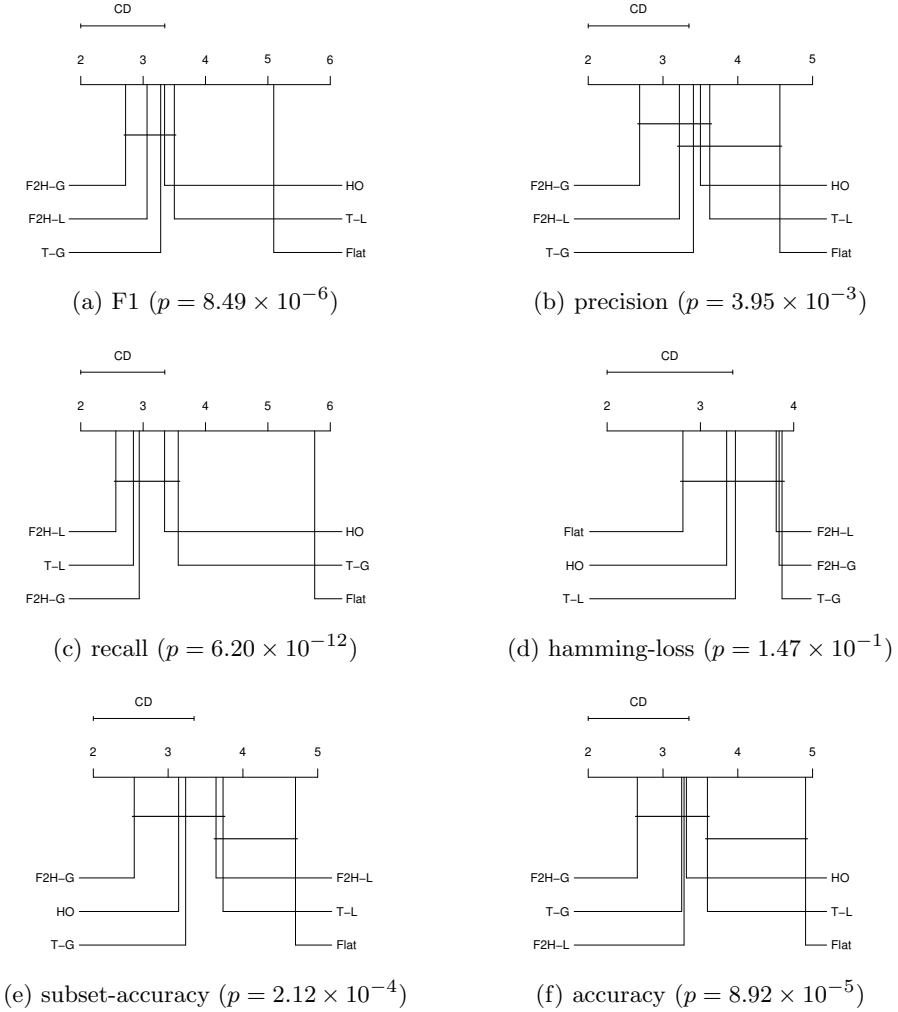 CD
2 3 4 5 6
F2H−G HO
F2H−L T−L
T−G Flat
(a) F1 (p = 8.49 × 10−6)
CD
2 3 4 5
F2H−G HO
F2H−L T−L
T−G Flat
(b) precision (p = 3.95 × 10−3)
CD
2 3 4 5 6
F2H−L HO
T−L T−G
F2H−G Flat
(c) recall (p = 6.20 × 10−12)
CD
2 3 4
Flat F2H−L
HO F2H−G
T−L T−G
(d) hamming-loss (p = 1.47 × 10−1)
CD
2 3 4 5
F2H−G F2H−L
HO T−L
T−G Flat
(e) subset-accuracy (p = 2.12 × 10−4)
CD
2 3 4 5
F2H−G HO
T−G T−L
F2H−L Flat
(f) accuracy (p = 8.92 × 10−5)